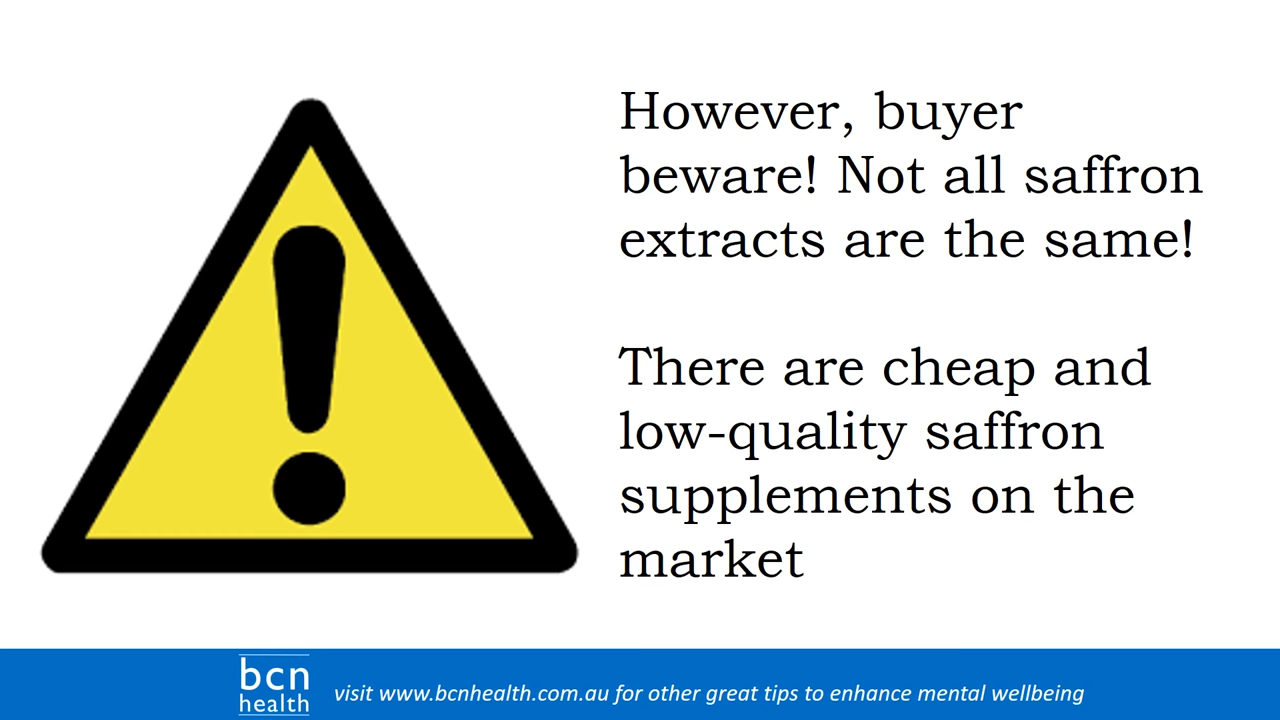 However, buyer
beware! Not all saffron
extracts are the same!
There are cheap and
low-quality saffron
supplements on the
market
bcn
health
visit www.bcnhealth.com.au for other great tips to enhance mental wellbeing